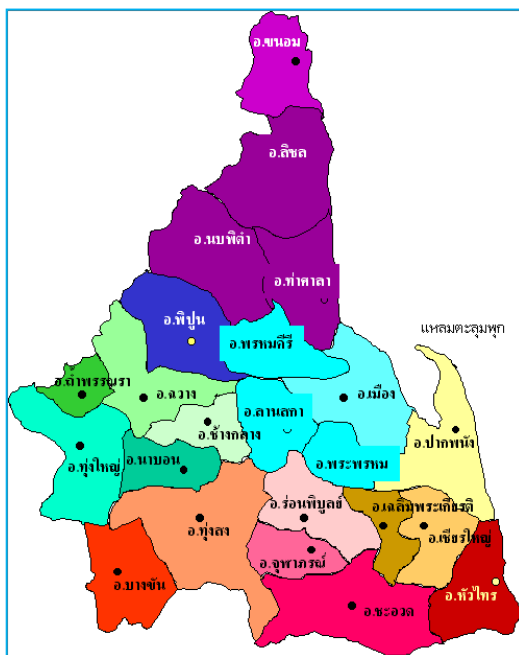 อ.ขนอม
อ.สิชล
อ.นบพิตำ
อ.ท่าศาลา
อ.พิปูน
อ.พรหมคีรี
แหลมตะลุมพุก
อ.ถ้ำพรรณรา
อ.ฉวาง
อ.ลานสกา
อ.เมือง
อ.ช้างกลาง
อ.ปากพนัง
อ.ทุ่งใหญ่
อ.นาบอน
อ.พระพรหม
อ.ร่อนพิบูลย์
อ.เฉลิมพระเกียรติ
อ.ทุ่งสง
อ.เชียรใหญ่
อ.จุฬาภรณ์
อ.บางขัน
อ.หัวไทร
อ.ชะอวด